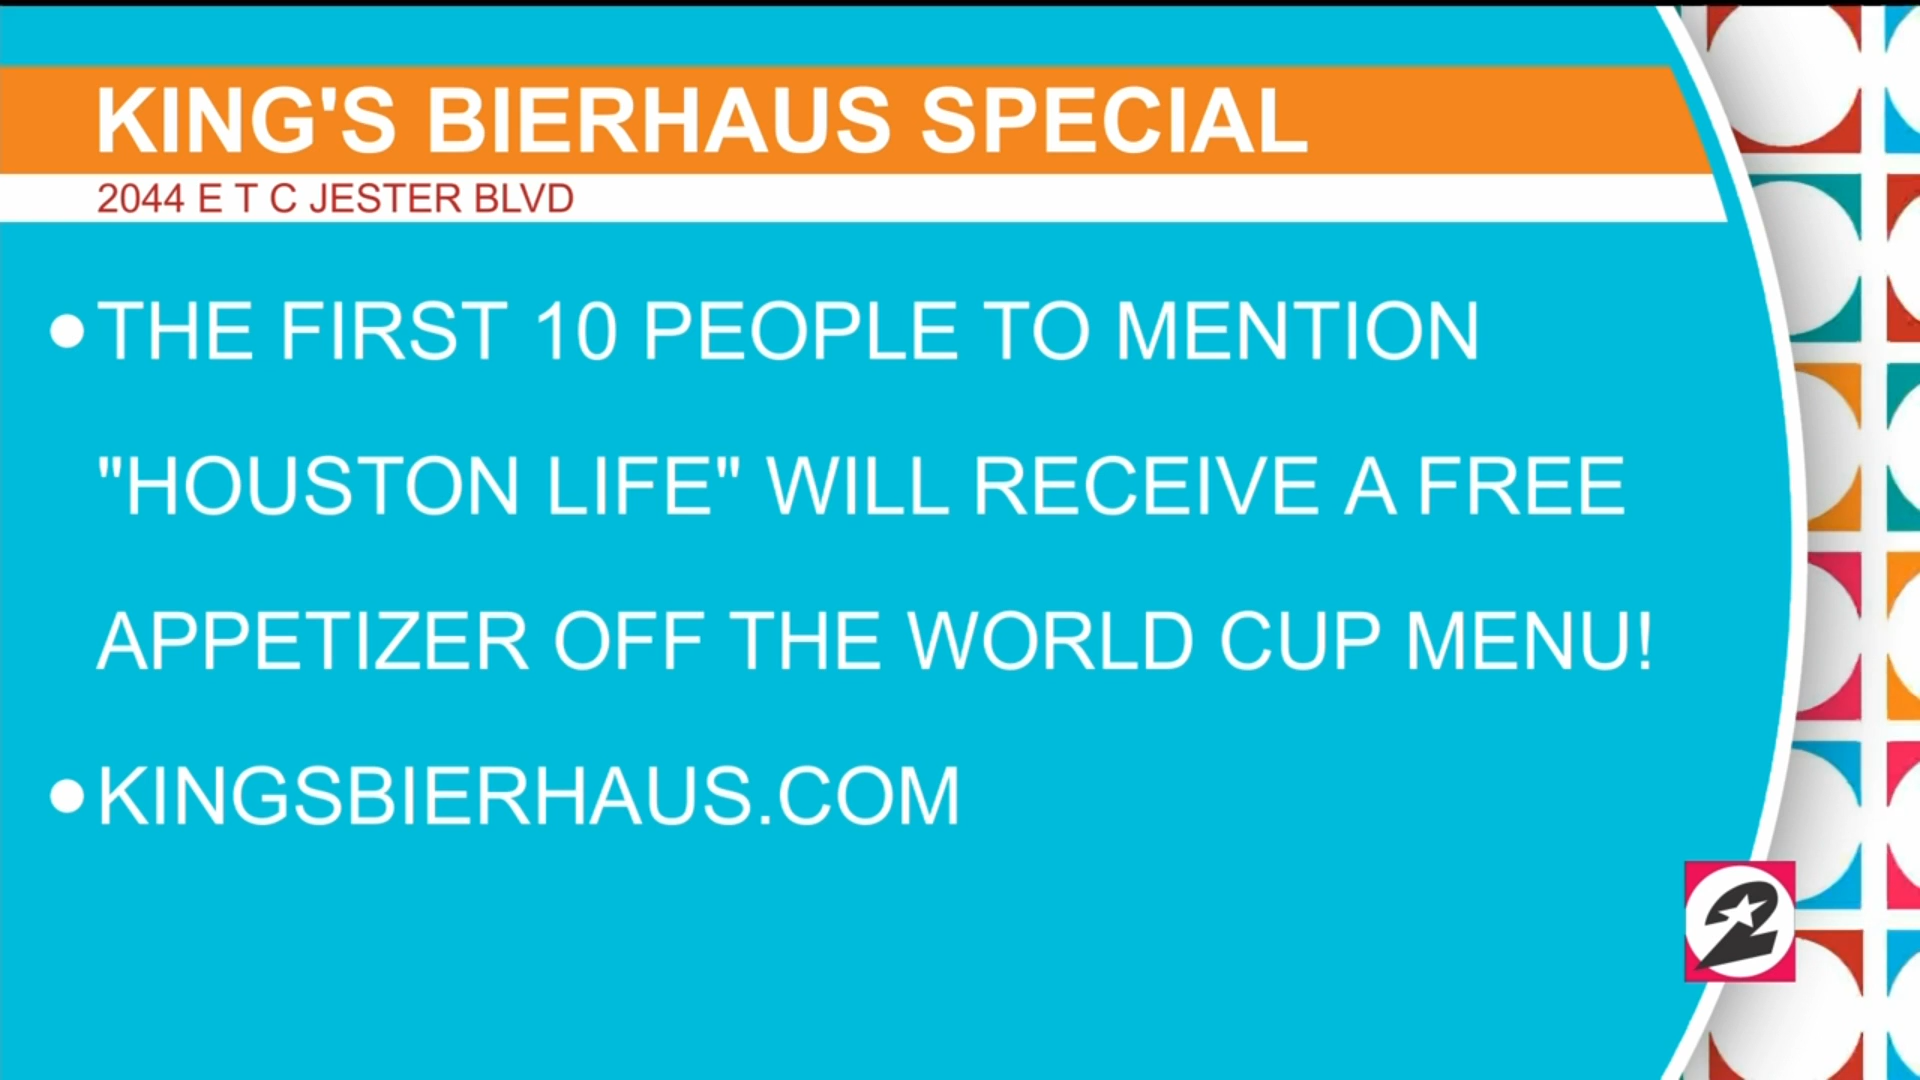 KING'S BIERHAUS SPECIAL
2044 E T C JESTER BLVD
●THE FIRST 10 PEOPLE TO MENTION
"HOUSTON LIFE" WILL RECEIVE A FREE
APPETIZER OFF THE WORLD CUP MENU!
●KINGSBIERHAUS.COM
2